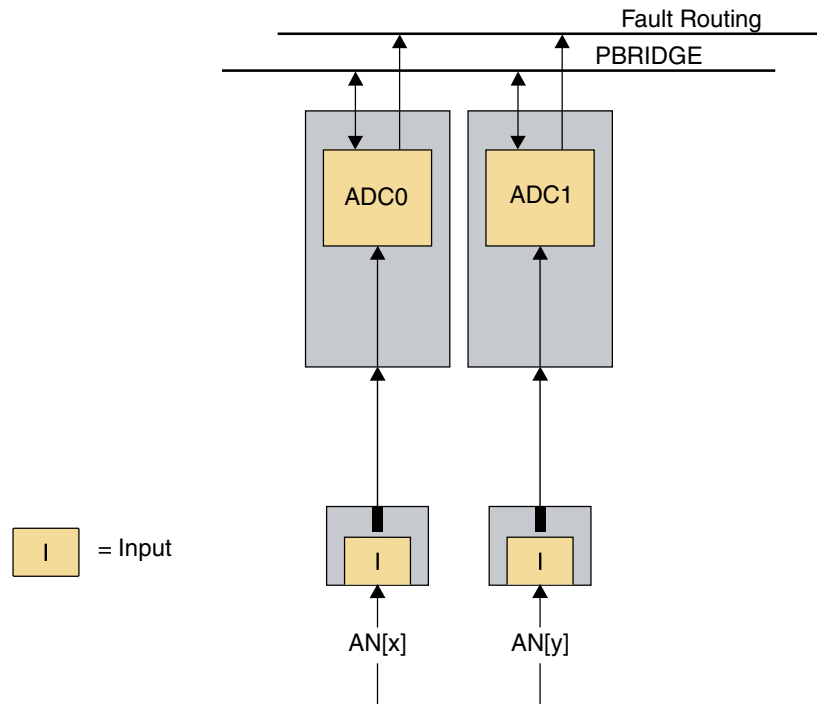 Fault Routing
PBRIDGE
ADC0
ADC1
I
= Input
I
I
AN[x]
AN[y]